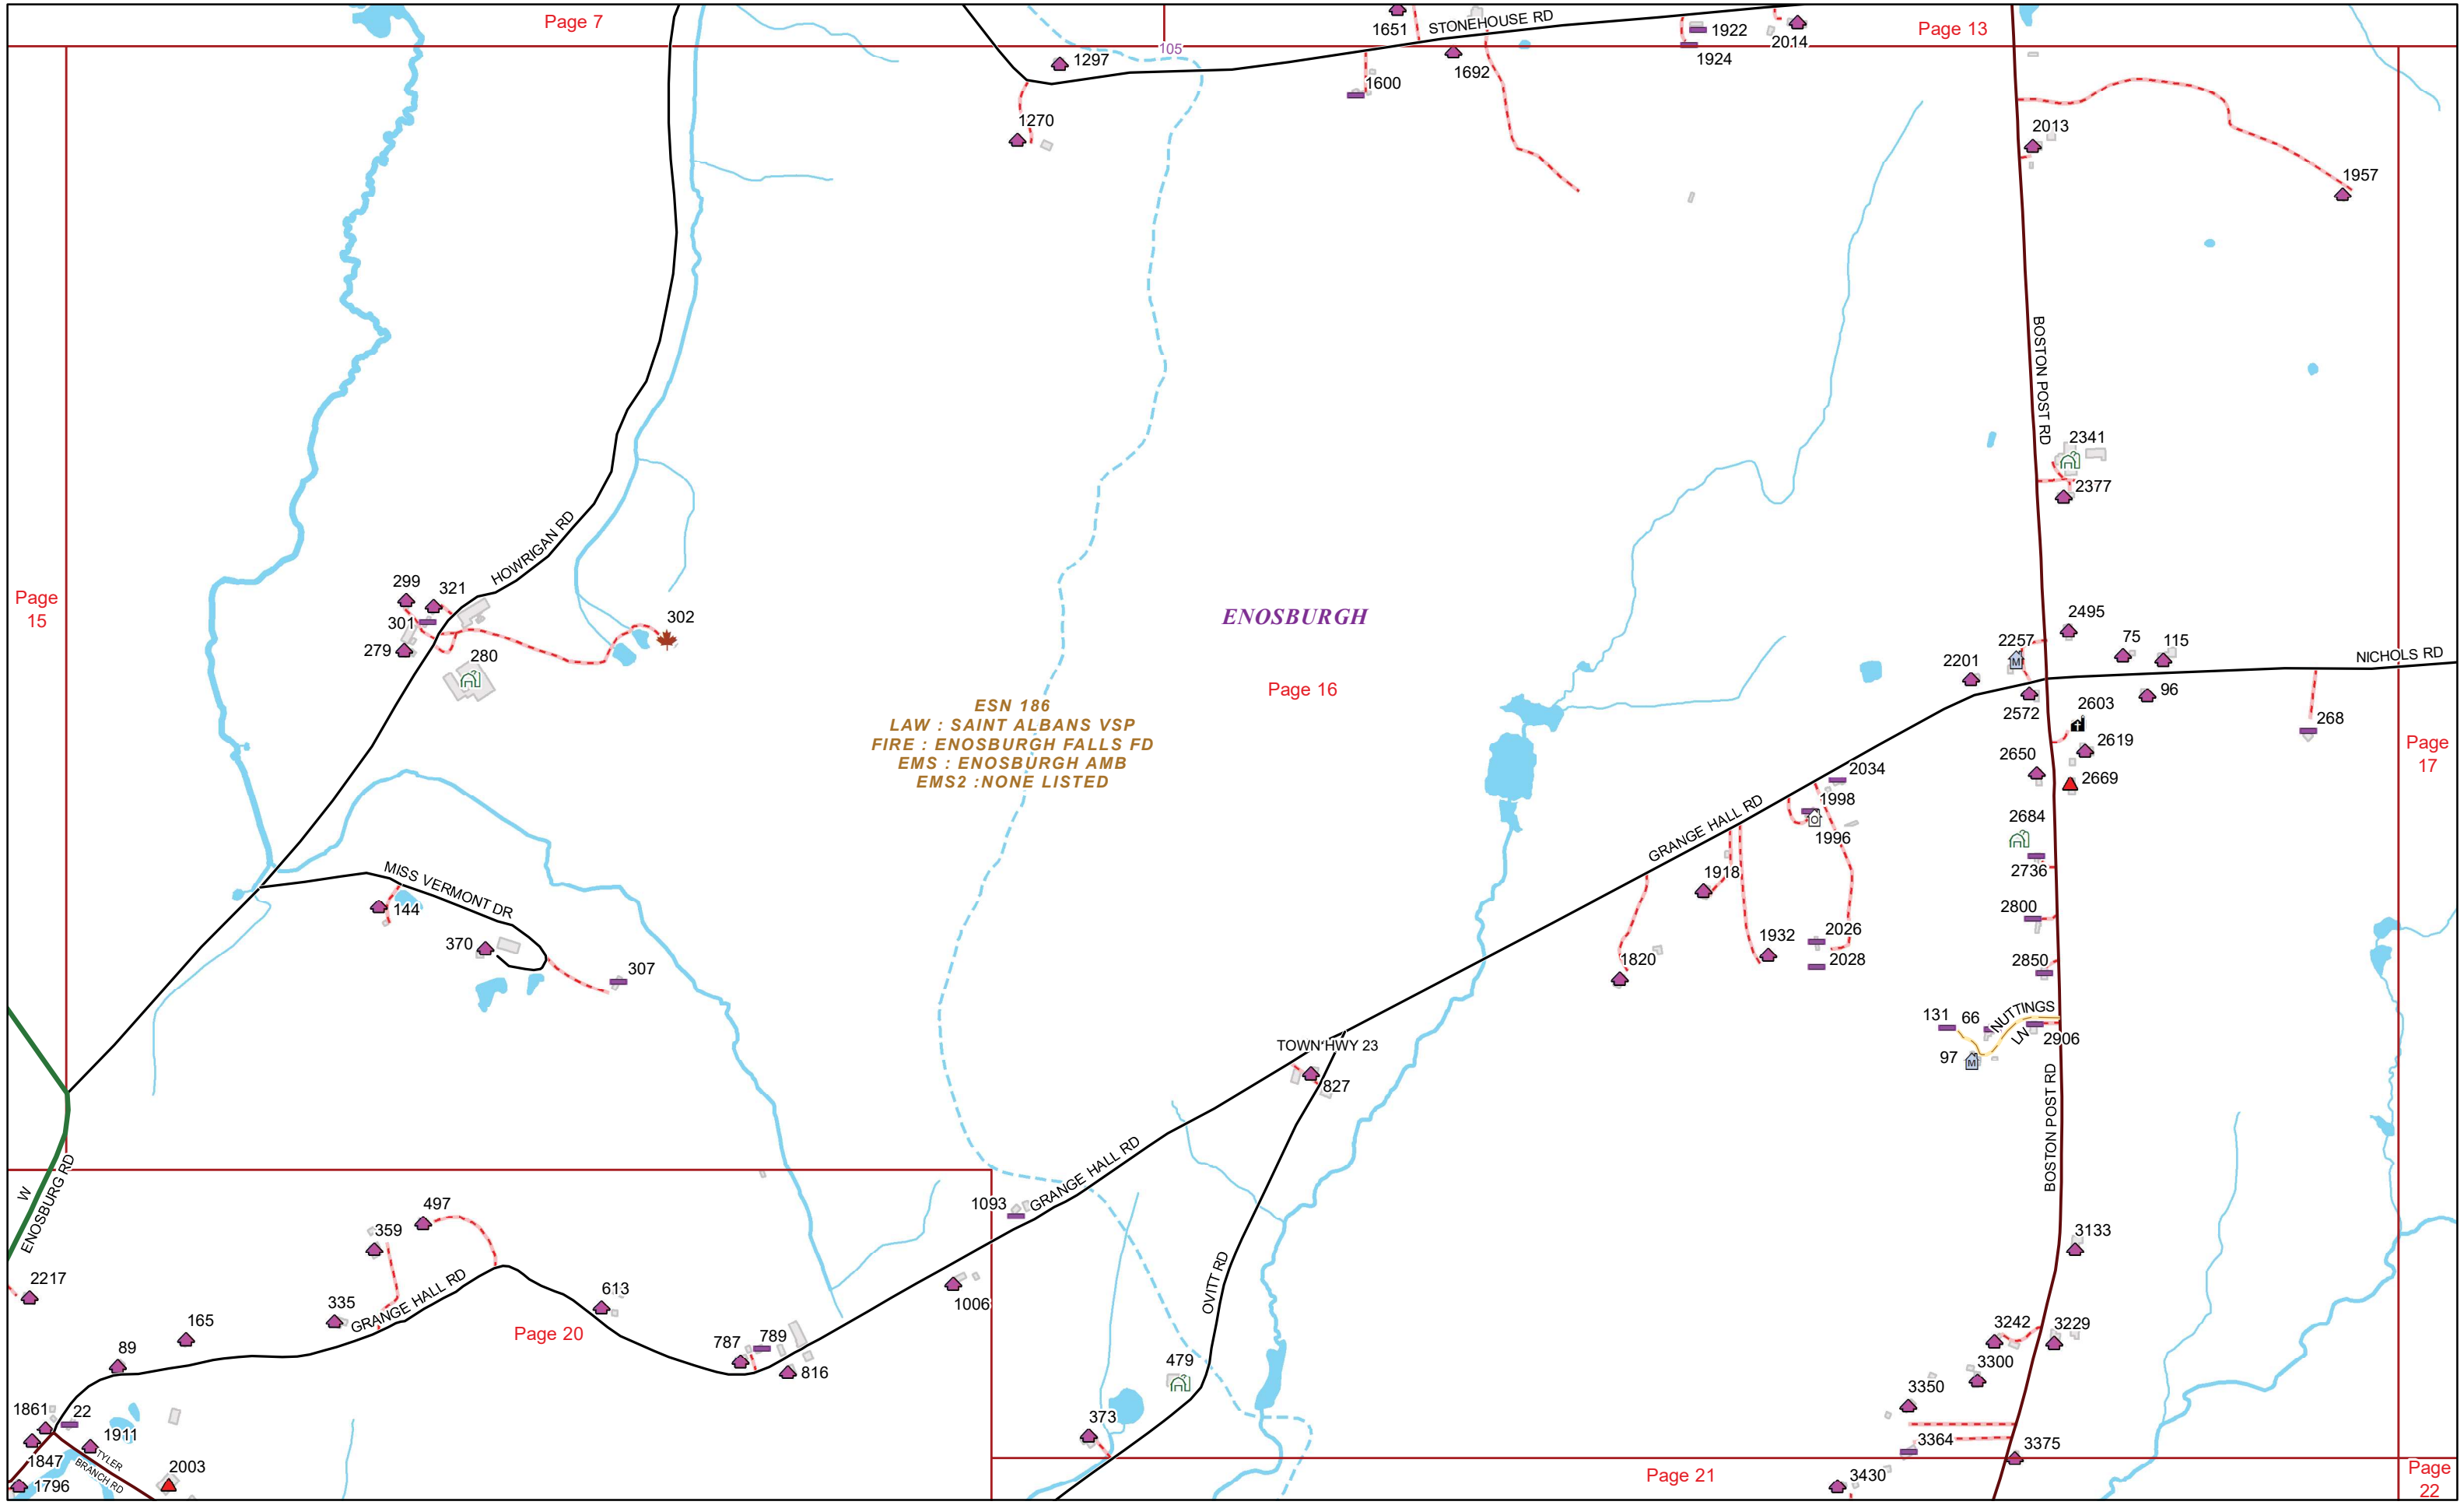 Page 7
1651
STONEHOUSE RD
1922
2014
Page 13
105
1297
1692
1924
1600
1270
2013
1957
BOSTON POST RD
2341
2377
HOWRIGAN RD
299
321
301
279
280
302
Page
15
ENOSBURGH
Page 16
ESN 186
LAW : SAINT ALBANS VSP
FIRE : ENOSBURGH FALLS FD
EMS : ENOSBURGH AMB
EMS2 :NONE LISTED
2495
2257
75
115
2201
NICHOLS RD
96
2572
2603
268
2619
2650
2669
Page
17
2034
1998
1996
GRANGE HALL RD
2684
2736
1918
2800
MISS VERMONT DR
144
370
307
1932
2026
2028
1820
2850
131
66
NUTTINGS
LN
97
2906
TOWN HWY 23
827
BOSTON POST RD
W
ENOSBURG RD
GRANGE HALL RD
1093
497
359
2217
335
GRANGE HALL RD
613
1006
OVITT RD
3133
165
89
Page 20
787
789
816
3242
3229
3300
479
3350
373
1861
22
1911
1847
TYLER
BRANCH RD
2003
1796
3364
3375
Page 21
3430
Page
22
M
O
M